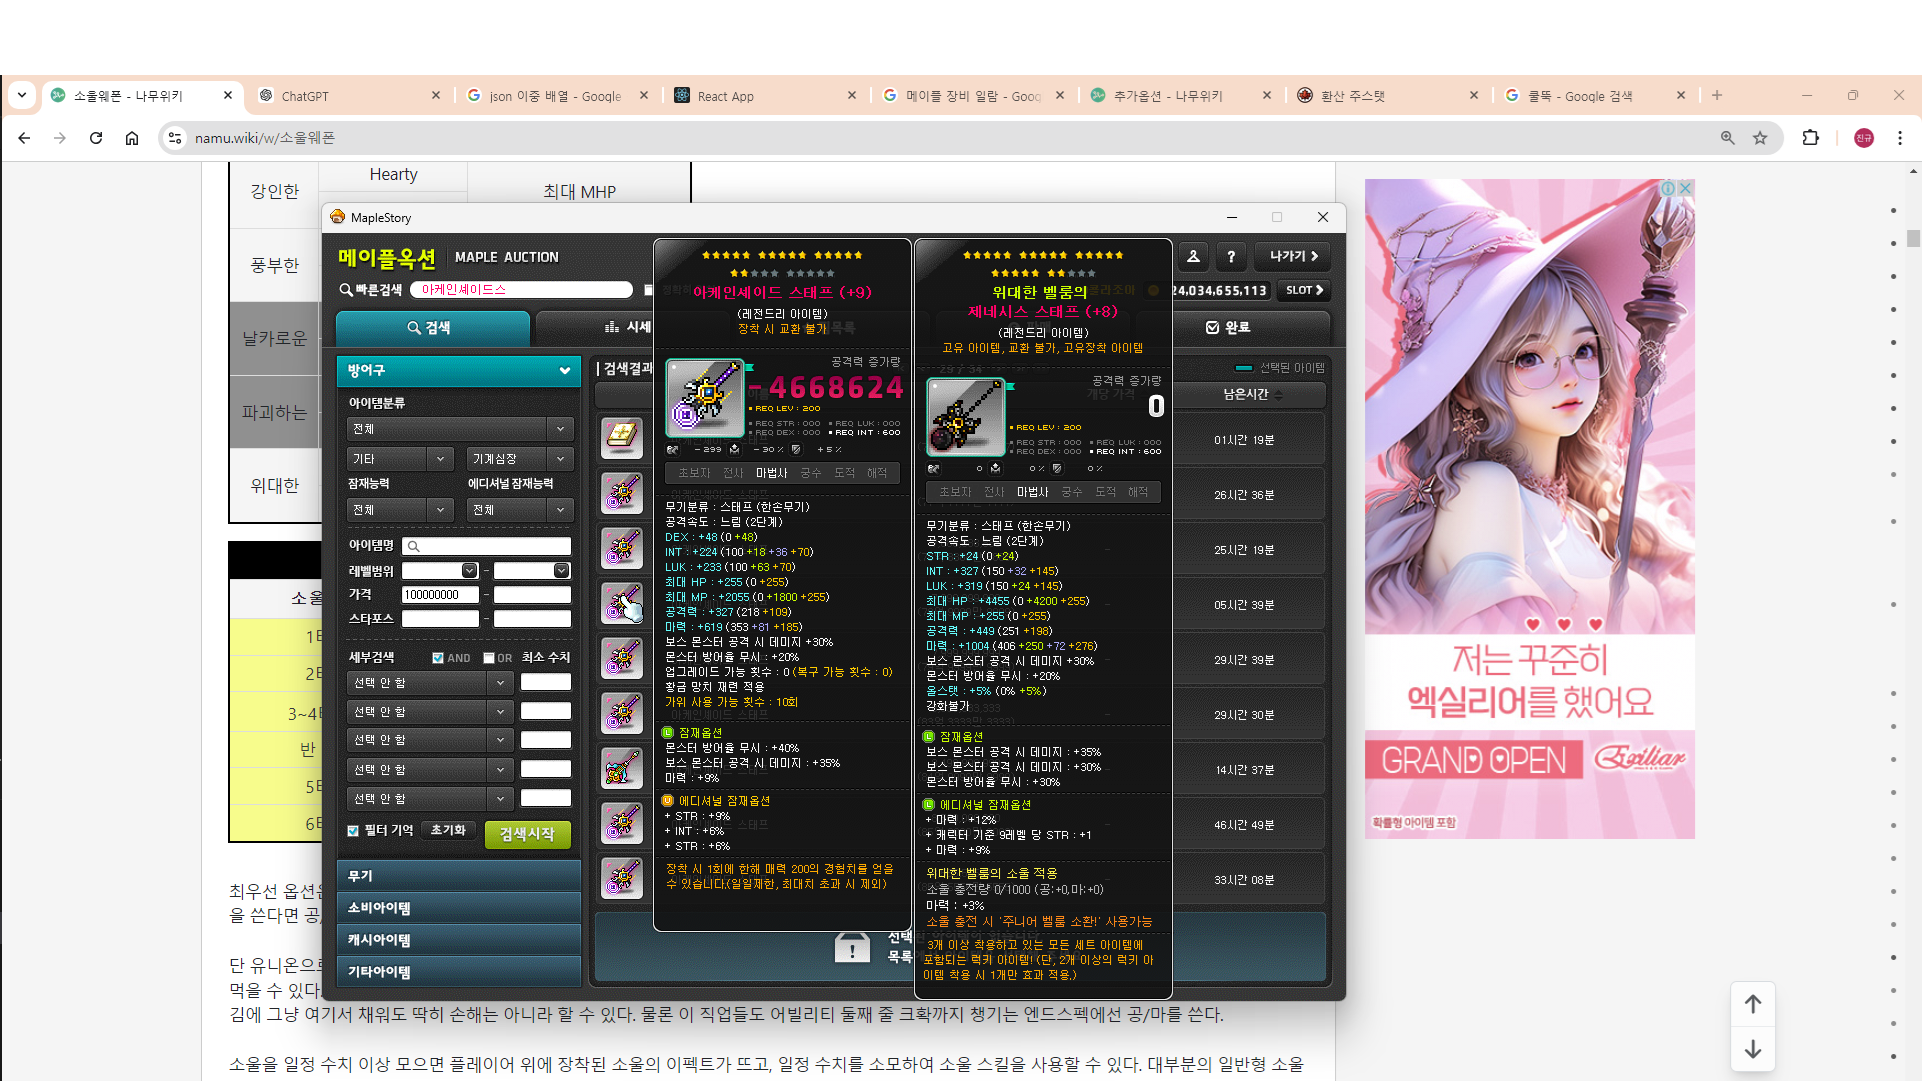 소울웨폰 - 나무위키
ChatGPT
json 이중 배열 - Google
React App
메이플 장비 일람 - Goog
추가옵션 - 나무위키
환산 주스탯
쿨뚝 - Google 검색
namu.wiki/w/소울웨폰
진규
강인한
Hearty
최대 MHP
풍부한
날카로운
파괴하는
위대한
MapleStory
메이플옥션
MAPLE AUCTION
?
나가기
빠른검색
아케인셰이드스
24,034,655,113
SLOT
검색
시세
완료
방어구
아이템분류
전체
기타
기계심장
잠재능력
에디셔널 잠재능력
전체
전체
아이템명
레벨범위
가격
100000000
스타포스
세부검색
AND
OR
최소 수치
선택 안 함
선택 안 함
선택 안 함
선택 안 함
선택 안 함
필터 기억
초기화
검색시작
무기
소비아이템
캐시아이템
기타아이템
검색결과
선택된 아이템
남은시간
01시간 19분
26시간 36분
25시간 19분
05시간 39분
29시간 39분
29시간 30분
14시간 37분
46시간 49분
33시간 08분
아케인셰이드 스태프 (+9)
(레전드리 아이템)
장착 시 교환 불가
공격력 증가량
-4668624
REQ LEV : 200
REQ STR : 000
REQ LUK : 000
REQ DEX : 000
REQ INT : 600
- 299
- 30 %
+ 5 %
초보자 전사 마법사 궁수 도적 해적
무기분류 : 스태프 (한손무기)
공격속도 : 느림 (2단계)
DEX : +48 (0 +48)
INT : +224 (100 +18 +36 +70)
LUK : +233 (100 +63 +70)
최대 HP : +255 (0 +255)
최대 MP : +2055 (0 +1800 +255)
공격력 : +327 (218 +109)
마력 : +619 (353 +81 +185)
보스 몬스터 공격 시 데미지 +30%
몬스터 방어율 무시 : +20%
업그레이드 가능 횟수 : 0 (복구 가능 횟수 : 0)
황금 망치 재련 적용
가위 사용 가능 횟수 : 10회
잠재옵션
몬스터 방어율 무시 : +40%
보스 몬스터 공격 시 데미지 : +35%
마력 : +9%
에디셔널 잠재옵션
+ STR : +9%
+ INT : +6%
+ STR : +6%
장착 시 1회에 한해 매력 200의 경험치를 얻을
수 있습니다.(일일제한, 최대치 초과 시 제외)
위대한 벨룸의
제네시스 스태프 (+8)
(레전드리 아이템)
고유 아이템, 교환 불가, 고유장착 아이템
공격력 증가량
0
REQ LEV : 200
REQ STR : 000
REQ LUK : 000
REQ DEX : 000
REQ INT : 600
0
0 %
0 %
초보자 전사 마법사 궁수 도적 해적
무기분류 : 스태프 (한손무기)
공격속도 : 느림 (2단계)
STR : +24 (0 +24)
INT : +327 (150 +32 +145)
LUK : +319 (150 +24 +145)
최대 HP : +4455 (0 +4200 +255)
최대 MP : +255 (0 +255)
공격력 : +449 (251 +198)
마력 : +1004 (406 +250 +72 +276)
보스 몬스터 공격 시 데미지 +30%
몬스터 방어율 무시 : +20%
올스탯 : +5% (0% +5%)
강화불가
잠재옵션
보스 몬스터 공격 시 데미지 : +35%
보스 몬스터 공격 시 데미지 : +30%
몬스터 방어율 무시 : +30%
에디셔널 잠재옵션
+ 마력 : +12%
+ 캐릭터 기준 9레벨 당 STR : +1
+ 마력 : +9%
위대한 벨룸의 소울 적용
소울 충전량 0/1000 (공:+0,마:+0)
마력 : +3%
소울 충전 시 '주니어 벨룸 소환!' 사용가능
3개 이상 착용하고 있는 모든 세트 아이템에
포함되는 럭키 아이템! (단, 2개 이상의 럭키 아
이템 착용 시 1개만 효과 적용.)
선택
목록
소울
3~4
반
최우선 옵션은
을 쓴다면 공/
단 유니온으로
먹을 수 있다.
김에 그냥 여기서 채워도 딱히 손해는 아니라 할 수 있다. 물론 이 직업들도 어빌리티 둘째 줄 크확까지 챙기는 엔드스펙에선 공/마를 쓴다.
소울을 일정 수치 이상 모으면 플레이어 위에 장착된 소울의 이펙트가 뜨고, 일정 수치를 소모하여 소울 스킬을 사용할 수 있다. 대부분의 일반형 소울
저는 꾸준히
엑실리어를 했어요
GRAND OPEN
Exiliar
확률형 아이템 포함